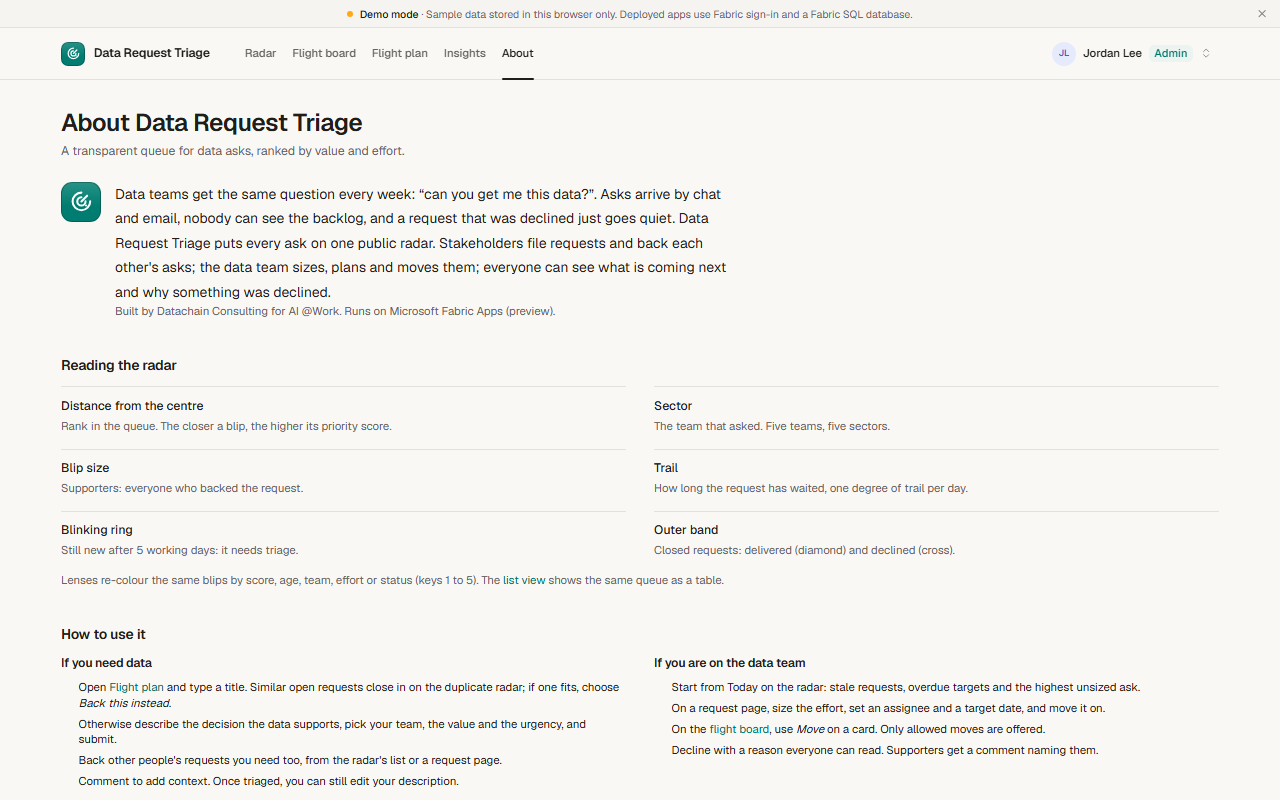 Demo mode · Sample data stored in this browser only. Deployed apps use Fabric sign-in and a Fabric SQL database.
Data Request Triage
Radar
Flight board
Flight plan
Insights
About
JL
Jordan Lee
Admin
About Data Request Triage
A transparent queue for data asks, ranked by value and effort.
Data teams get the same question every week: “can you get me this data?”. Asks arrive by chat
and email, nobody can see the backlog, and a request that was declined just goes quiet. Data
Request Triage puts every ask on one public radar. Stakeholders file requests and back each
other's asks; the data team sizes, plans and moves them; everyone can see what is coming next
and why something was declined.
Built by Datachain Consulting for AI @Work. Runs on Microsoft Fabric Apps (preview).
Reading the radar
Distance from the centre
Rank in the queue. The closer a blip, the higher its priority score.
Sector
The team that asked. Five teams, five sectors.
Blip size
Supporters: everyone who backed the request.
Trail
How long the request has waited, one degree of trail per day.
Blinking ring
Still new after 5 working days: it needs triage.
Outer band
Closed requests: delivered (diamond) and declined (cross).
Lenses re-colour the same blips by score, age, team, effort or status (keys 1 to 5). The list view shows the same queue as a table.
How to use it
If you need data
Open Flight plan and type a title. Similar open requests close in on the duplicate radar; if one fits, choose
Back this instead.
Otherwise describe the decision the data supports, pick your team, the value and the urgency, and
submit.
Back other people's requests you need too, from the radar's list or a request page.
Comment to add context. Once triaged, you can still edit your description.
If you are on the data team
Start from Today on the radar: stale requests, overdue targets and the highest unsized ask.
On a request page, size the effort, set an assignee and a target date, and move it on.
On the flight board, use Move on a card. Only allowed moves are offered.
Decline with a reason everyone can read. Supporters get a comment naming them.